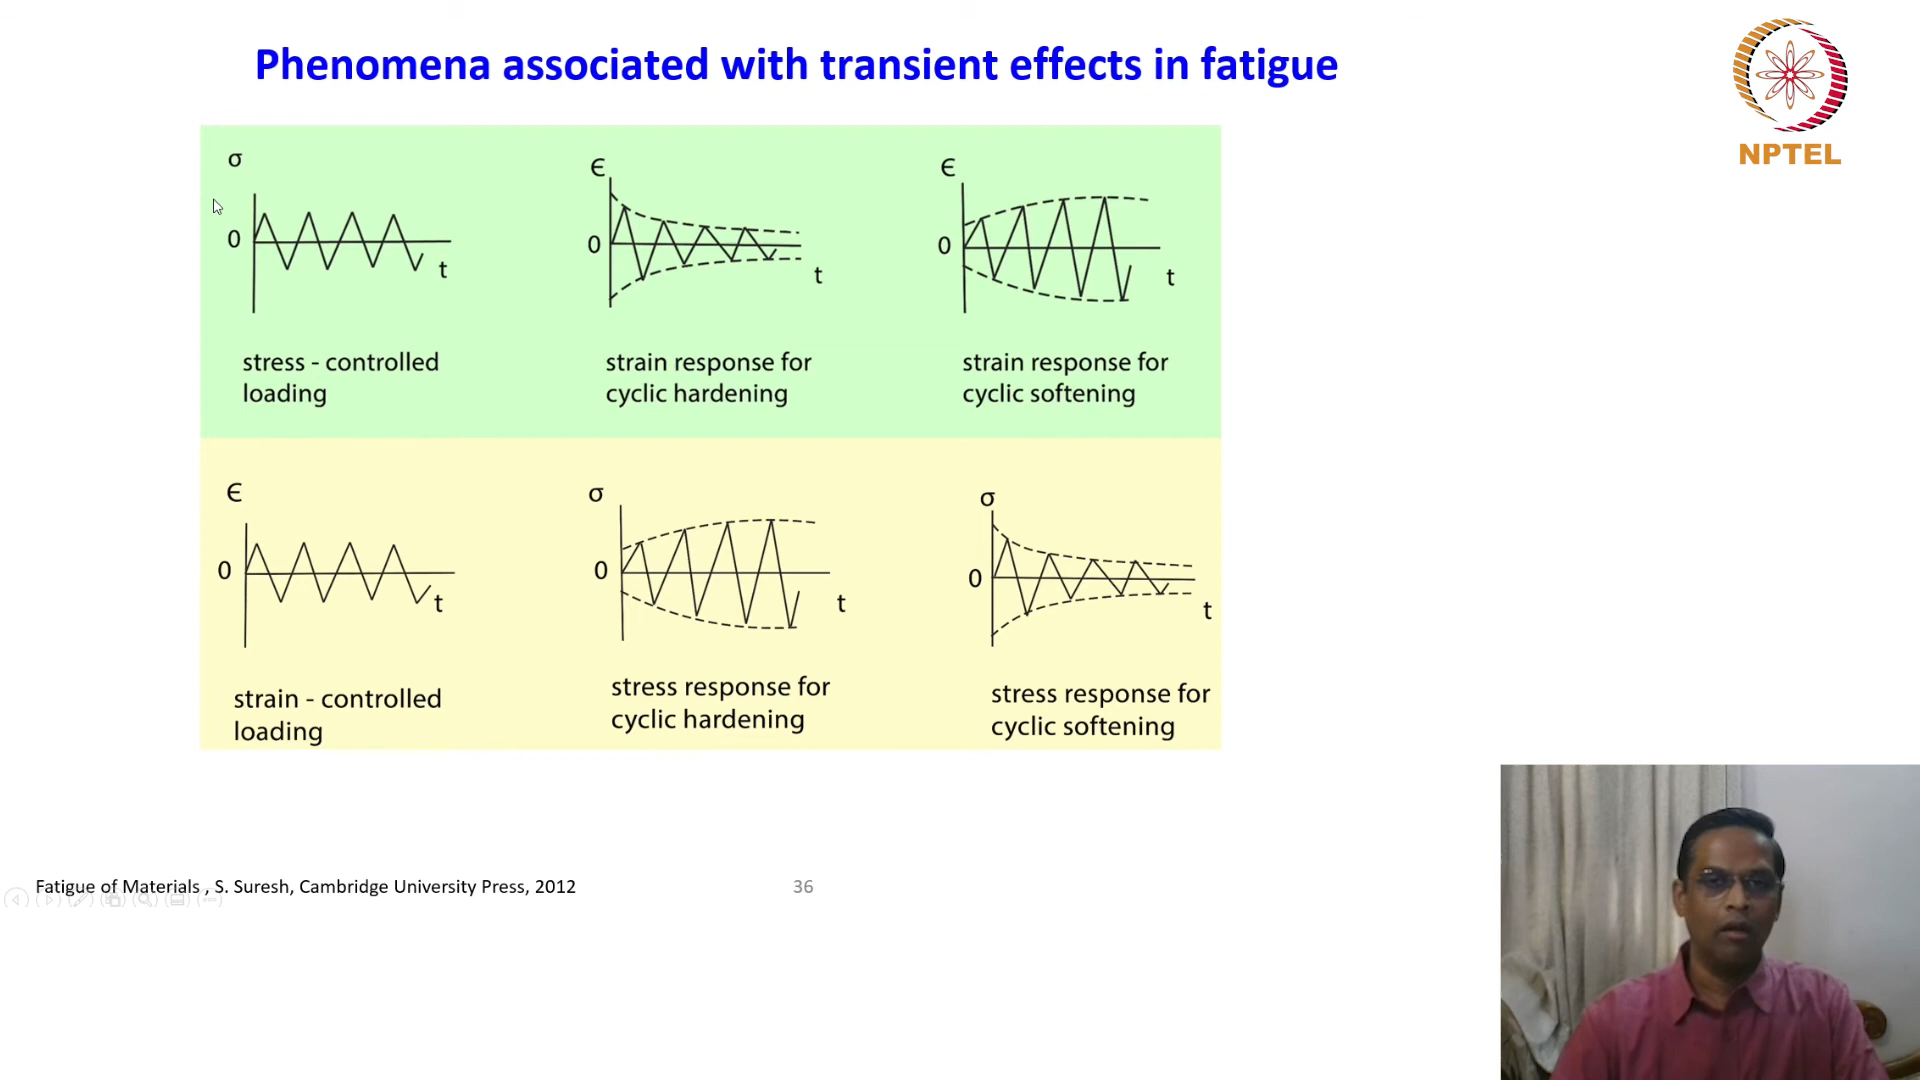 Phenomena associated with transient effects in fatigue
NPTEL
σ
0
t
stress - controlled
loading
ϵ
0
t
strain response for
cyclic hardening
ϵ
0
t
strain response for
cyclic softening
ϵ
0
t
strain - controlled
loading
σ
0
t
stress response for
cyclic hardening
σ
0
t
stress response for
cyclic softening
Fatigue of Materials , S. Suresh, Cambridge University Press, 2012
36